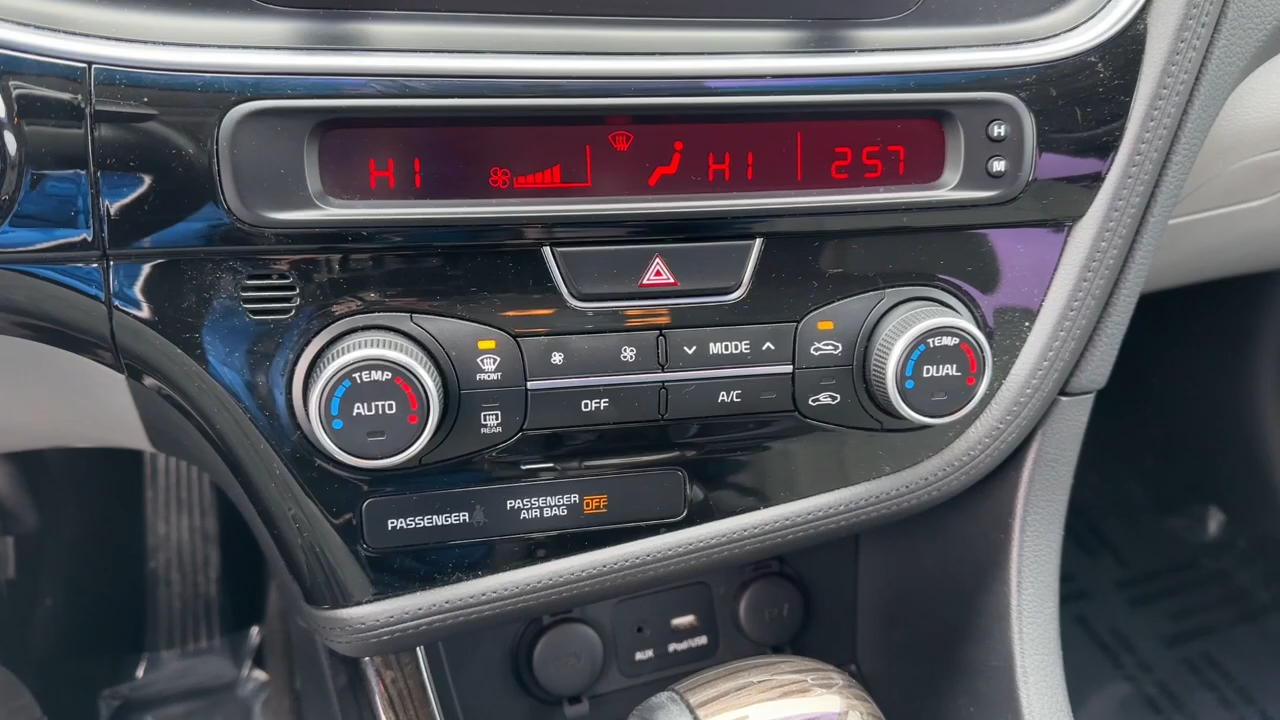 HI HI 257
H
M
TEMP
AUTO
FRONT
REAR
MODE
OFF
A/C
TEMP
DUAL
PASSENGER
PASSENGER
AIR BAG OFF
AUX
iPod/USB